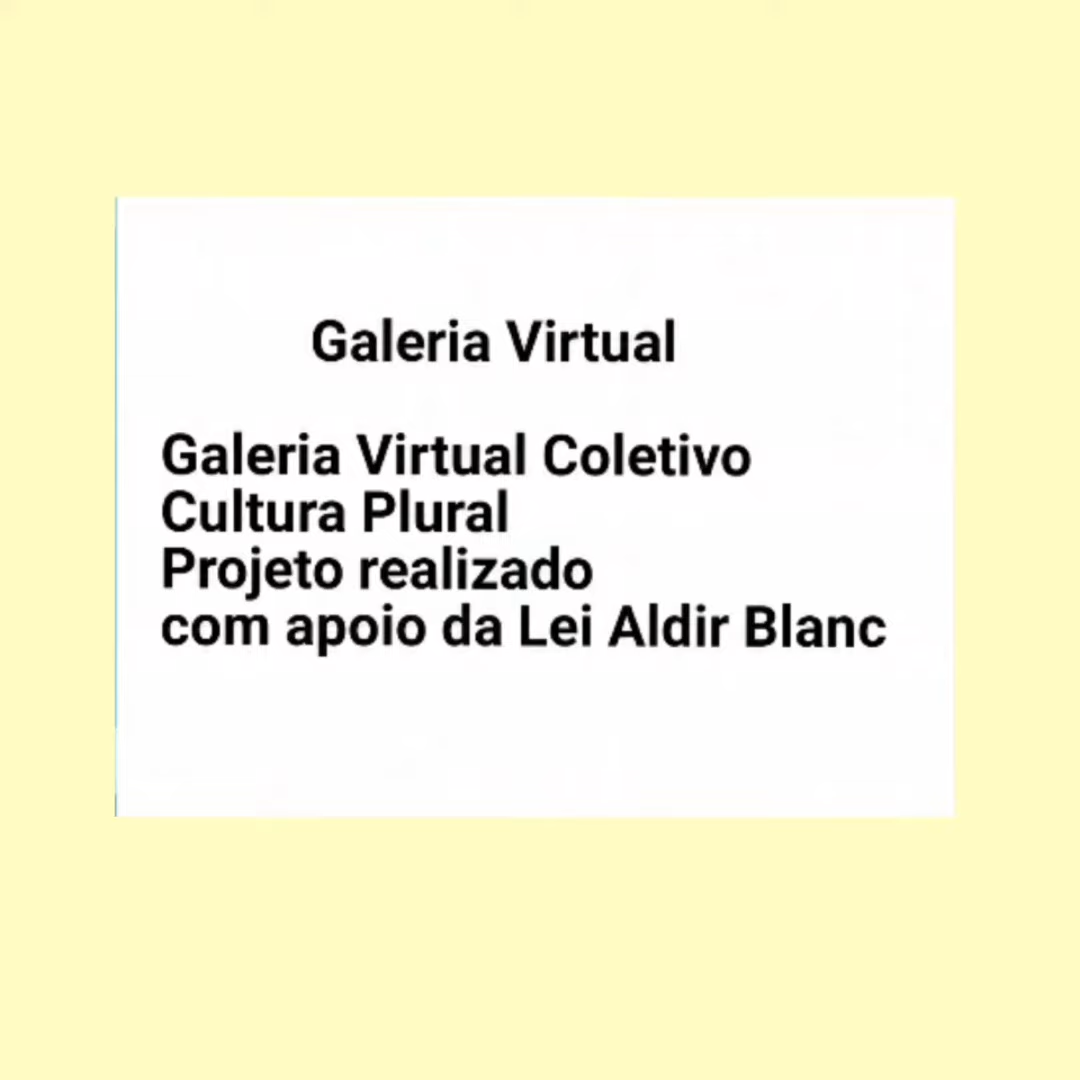 Galeria Virtual
Galeria Virtual Coletivo
Cultura Plural
Projeto realizado
com apoio da Lei Aldir Blanc